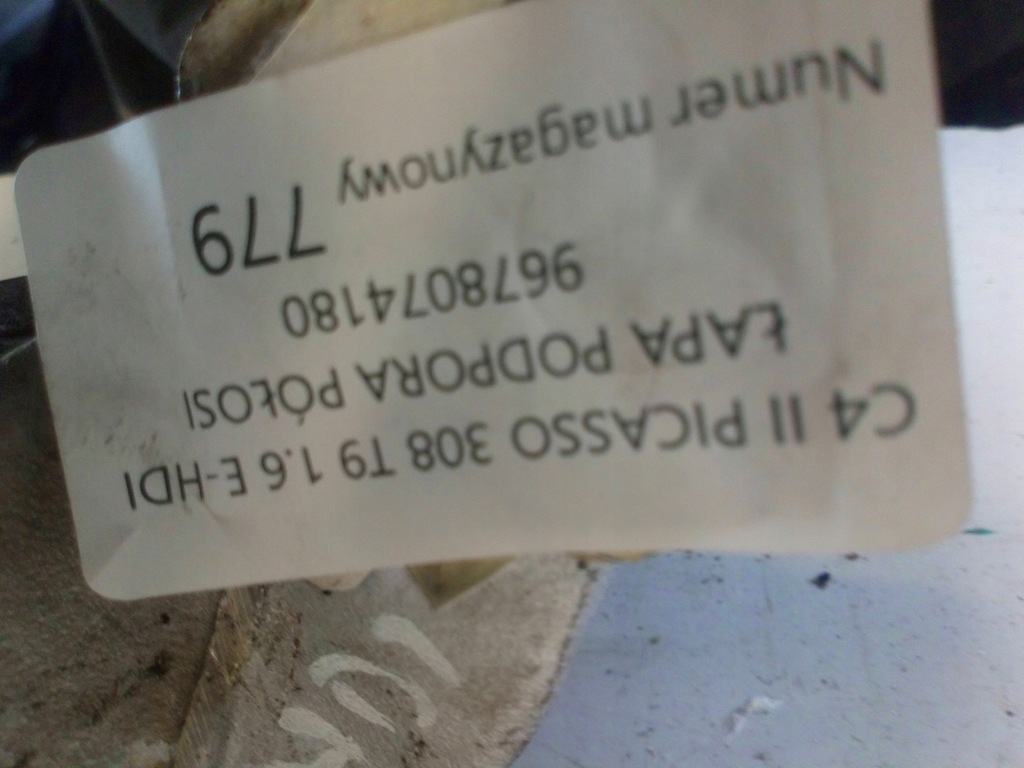 C4 II PICASSO 308 T9 1.6 E-HDI
ŁAPA PODPORA PÓŁOSI
9678074180
Numer magazynowy 779